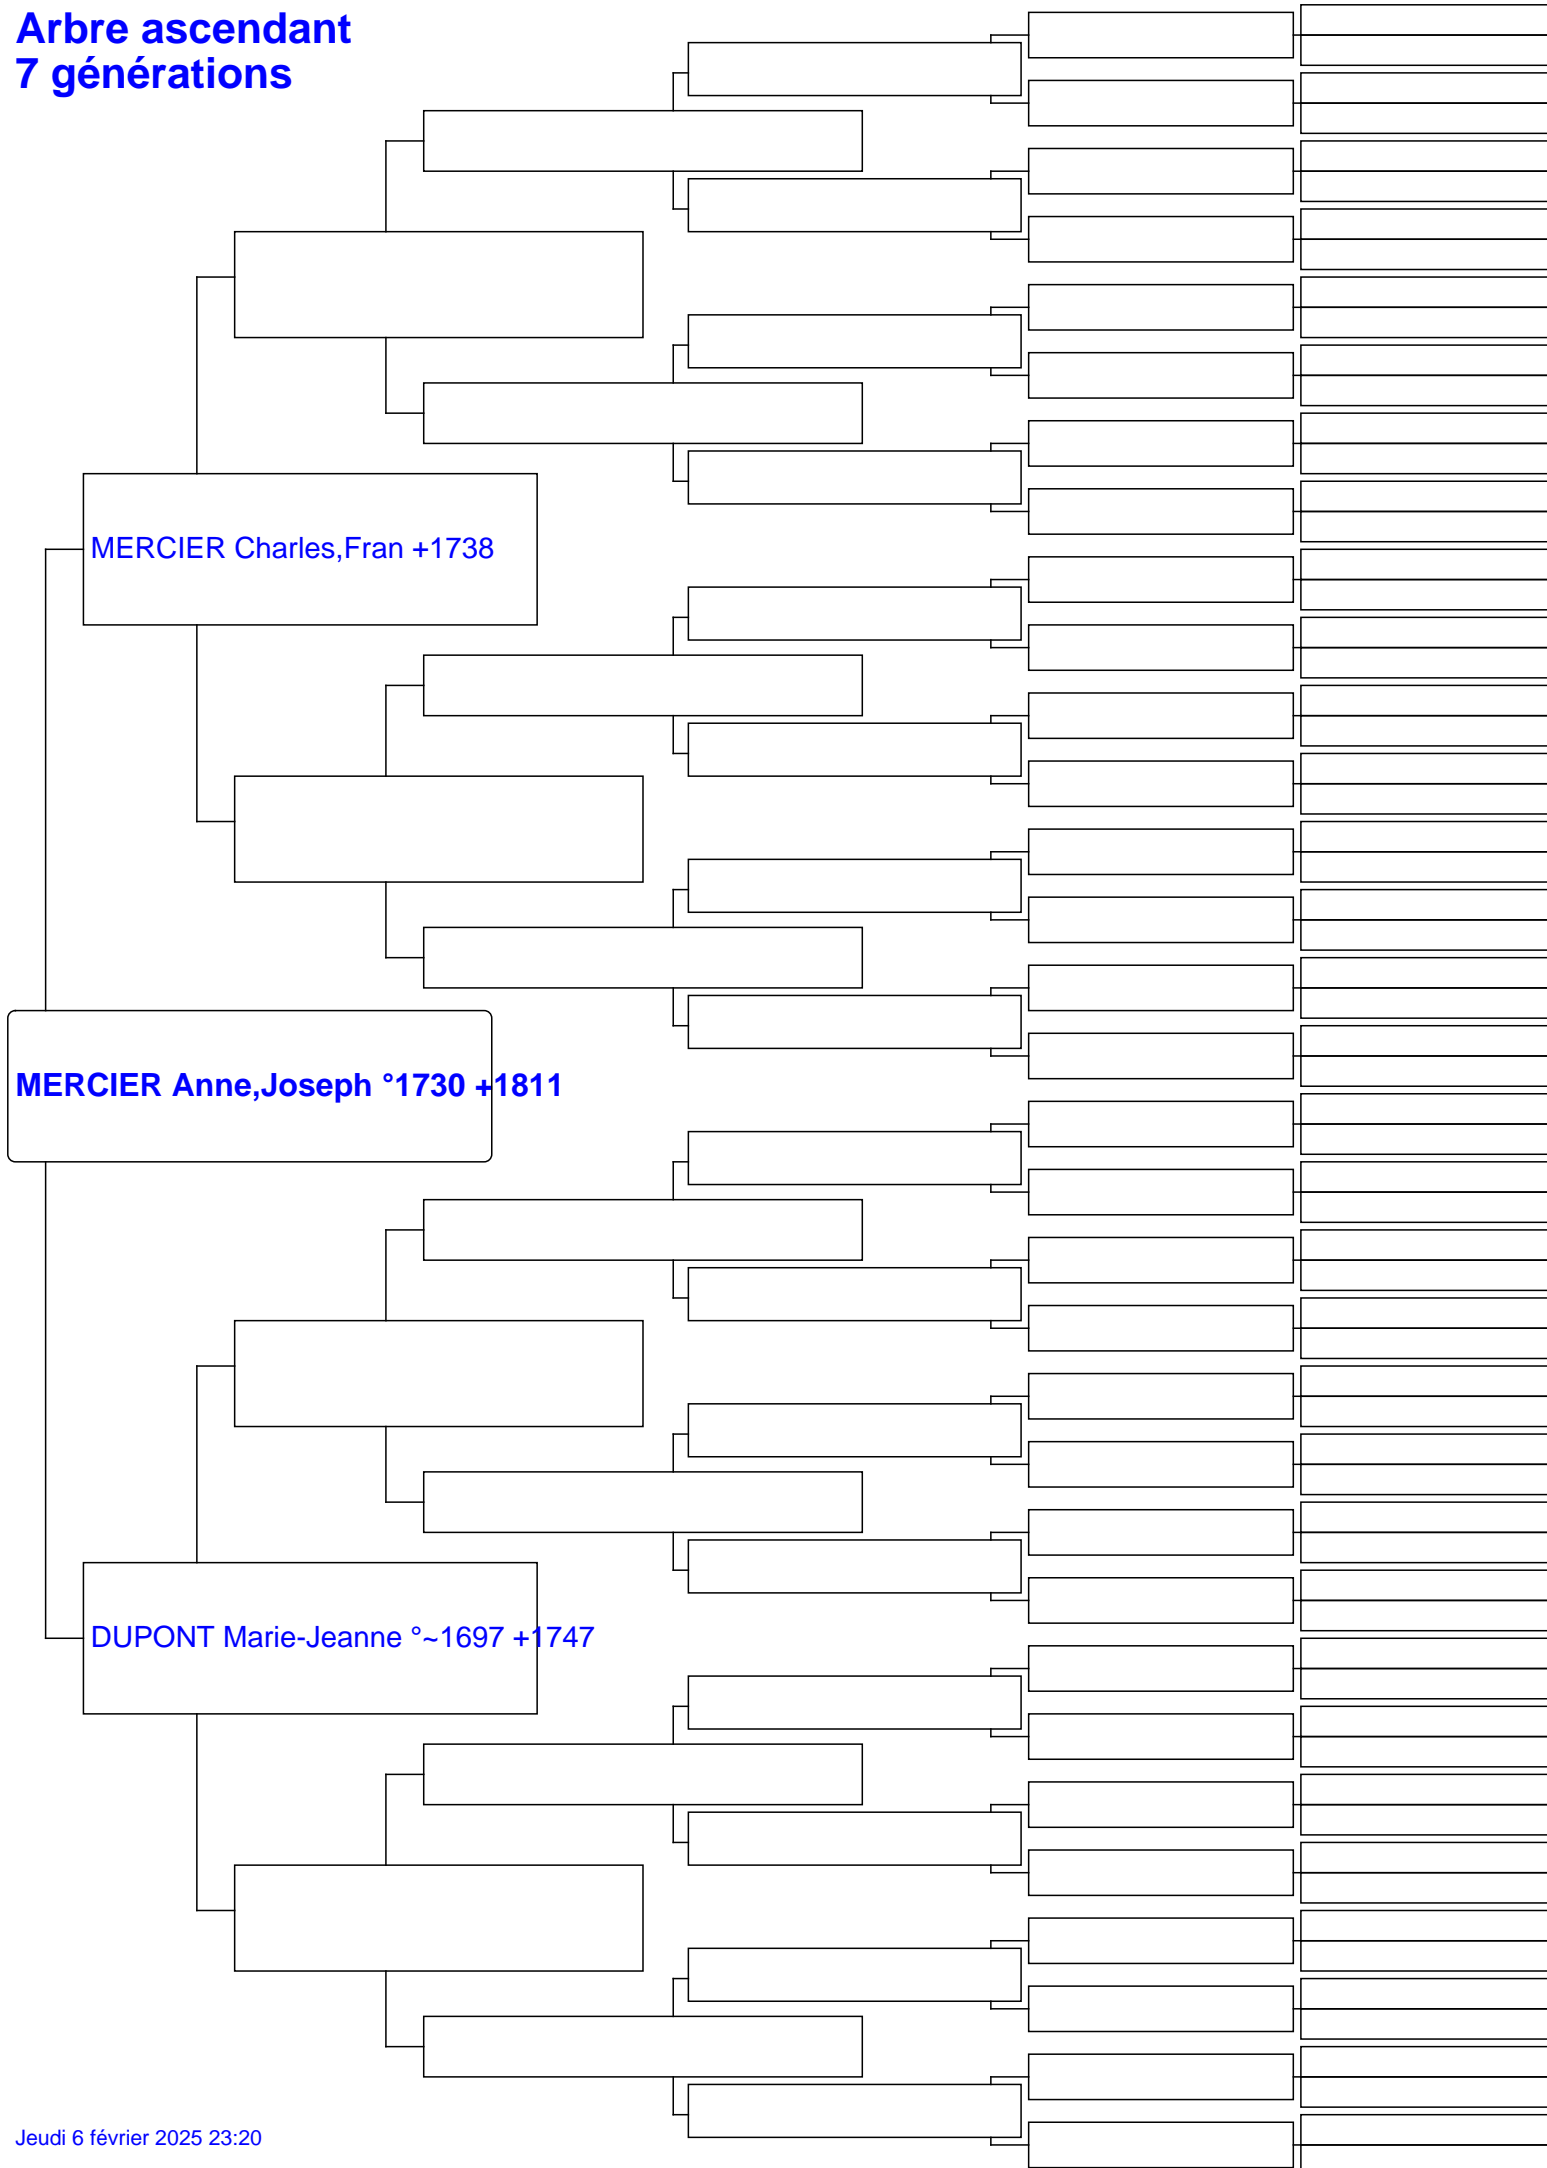 Arbre ascendant
7 générations
MERCIER Charles,Fran +1738
MERCIER Anne,Joseph °1730 +1811
DUPONT Marie-Jeanne °~1697 +1747
Jeudi 6 février 2025 23:20